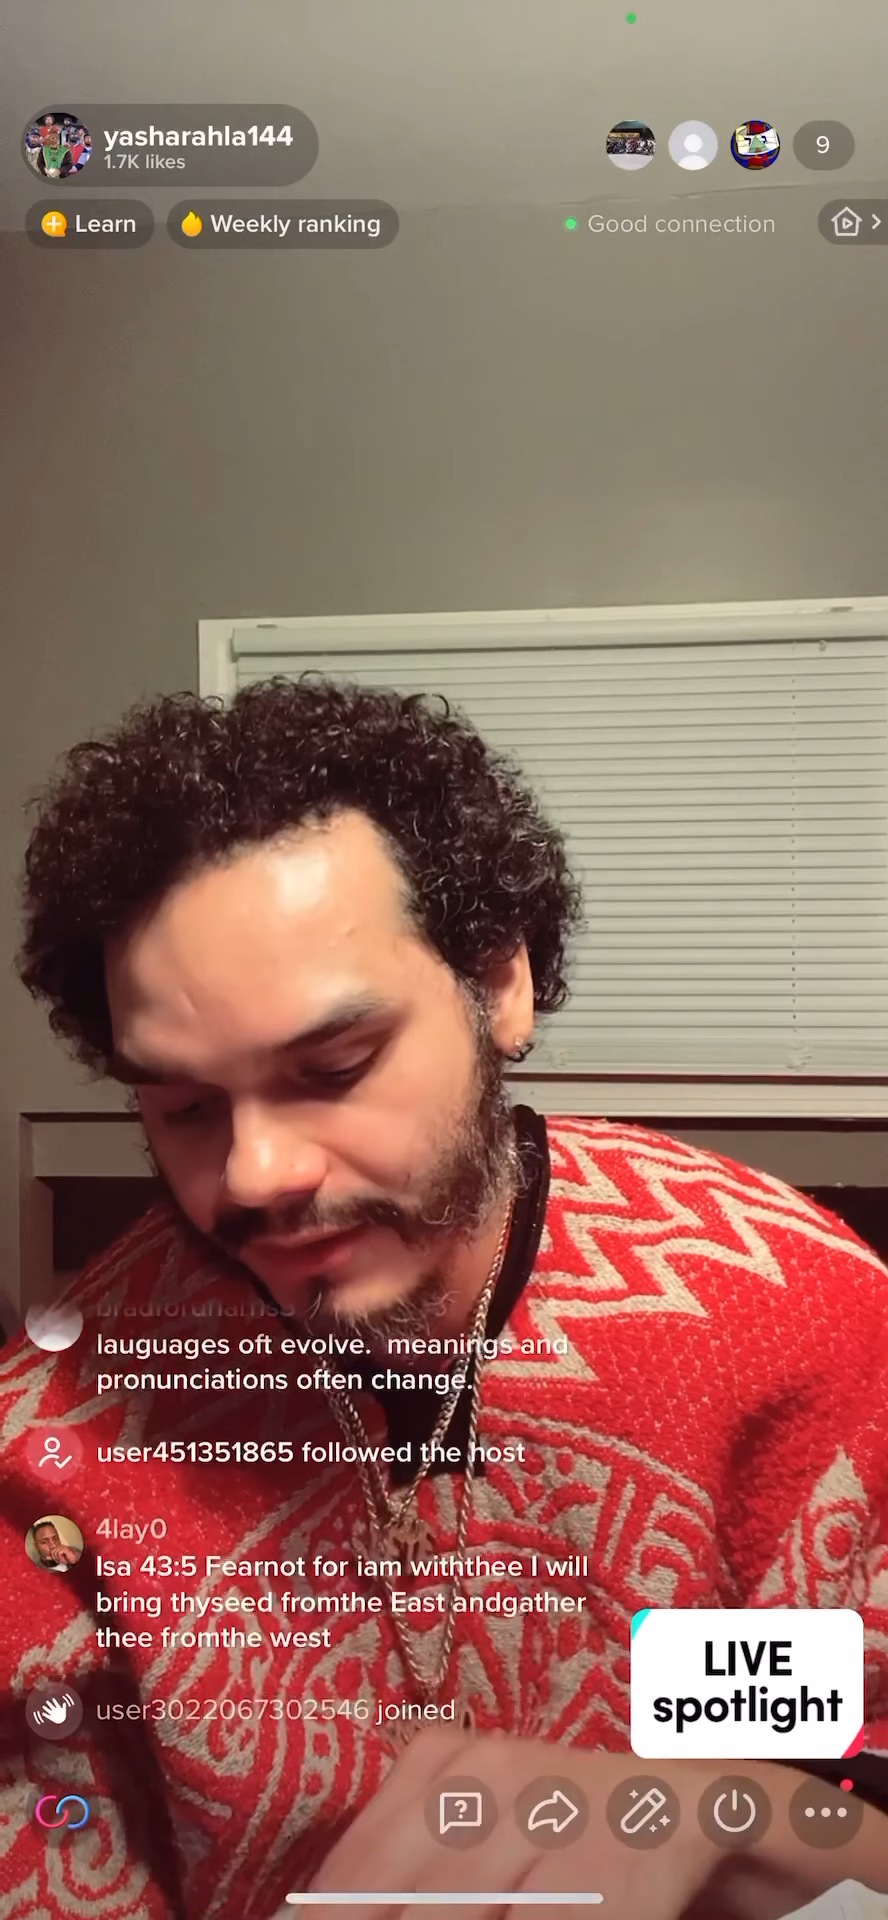 yasharahla144
1.7K likes
9
Learn
Weekly ranking
Good connection
lauguages oft evolve. meanings and
pronunciations often change.
user451351865 followed the host
4lay0
Isa 43:5 Fearnot for iam withthee I will
bring thyseed fromthe East andgather
thee fromthe west
user3022067302546 joined
LIVE
spotlight